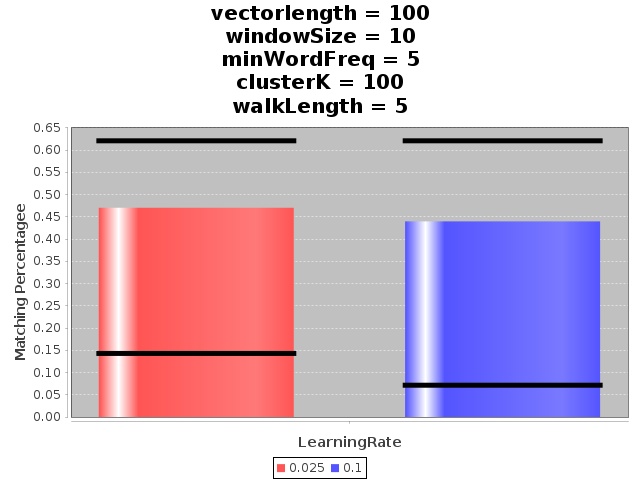 vectorlength = 100
windowSize = 10
minWordFreq = 5
clusterK = 100
walkLength = 5
0.65
0.60
0.55
0.50
0.45
0.40
0.35
0.30
0.25
0.20
0.15
0.10
0.05
0.00
Matching Percentagee
LearningRate
0.025 0.1